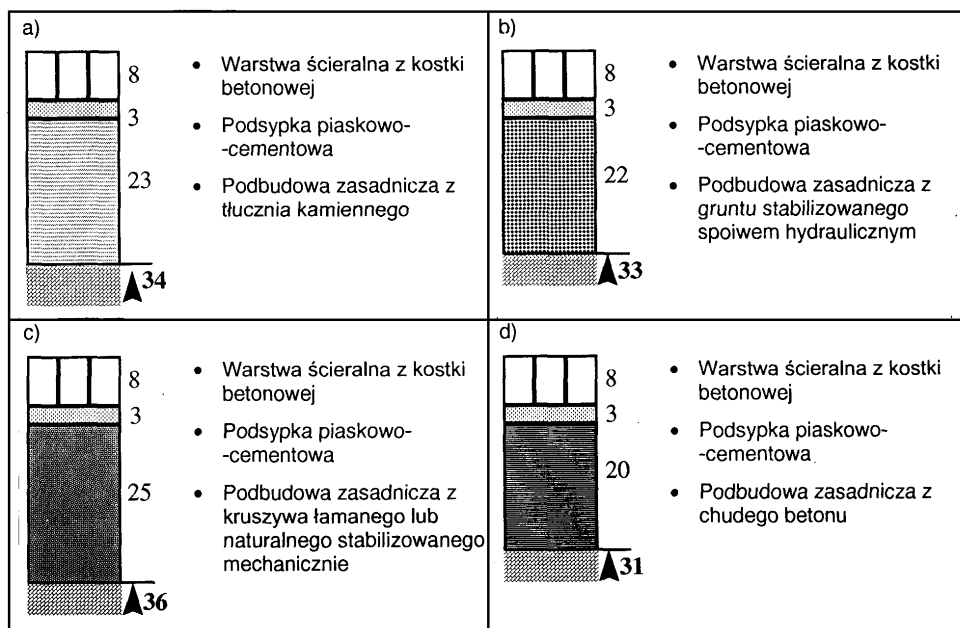 a)
8
3
23
34
• Warstwa ścieralna z kostki
betonowej
• Podsypka piaskowo-
-cementowa
• Podbudowa zasadnicza z
tłucznia kamiennego
b)
8
3
22
33
• Warstwa ścieralna z kostki
betonowej
• Podsypka piaskowo-
-cementowa
• Podbudowa zasadnicza z
gruntu stabilizowanego
spoiwem hydraulicznym
c)
8
3
25
36
• Warstwa ścieralna z kostki
betonowej
• Podsypka piaskowo-
-cementowa
• Podbudowa zasadnicza z
kruszywa łamanego lub
naturalnego stabilizowanego
mechanicznie
d)
8
3
20
31
• Warstwa ścieralna z kostki
betonowej
• Podsypka piaskowo-
-cementowa
• Podbudowa zasadnicza z
chudego betonu